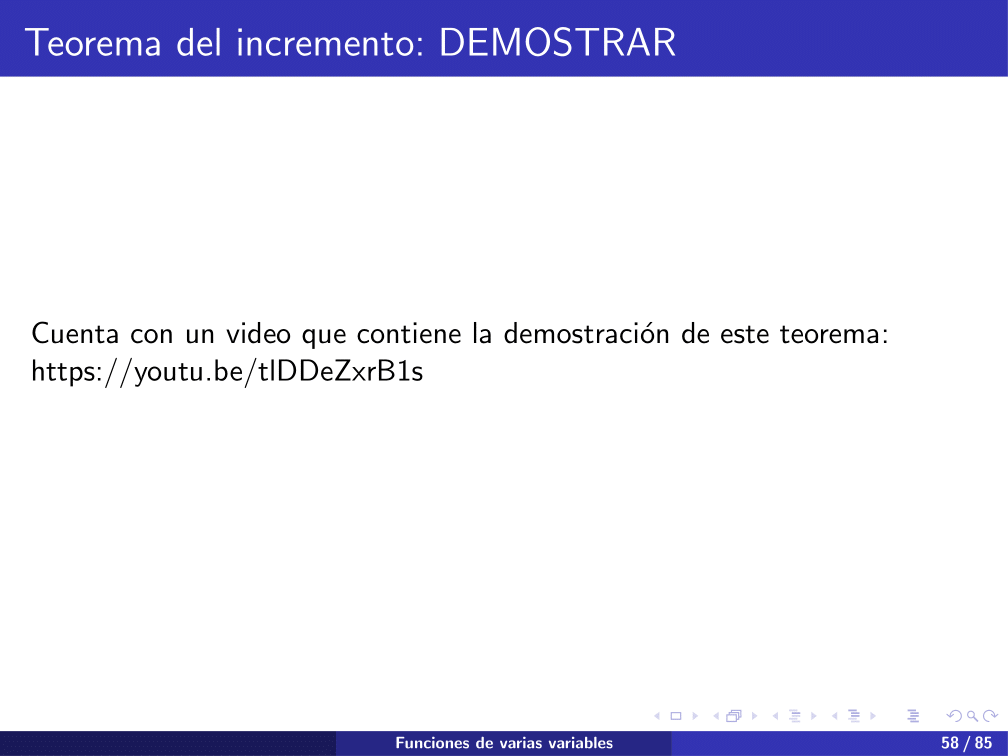 Teorema del incremento: DEMOSTRAR
Cuenta con un video que contiene la demostración de este teorema:
https://youtu.be/tlDDeZxrB1s
Funciones de varias variables
58 / 85